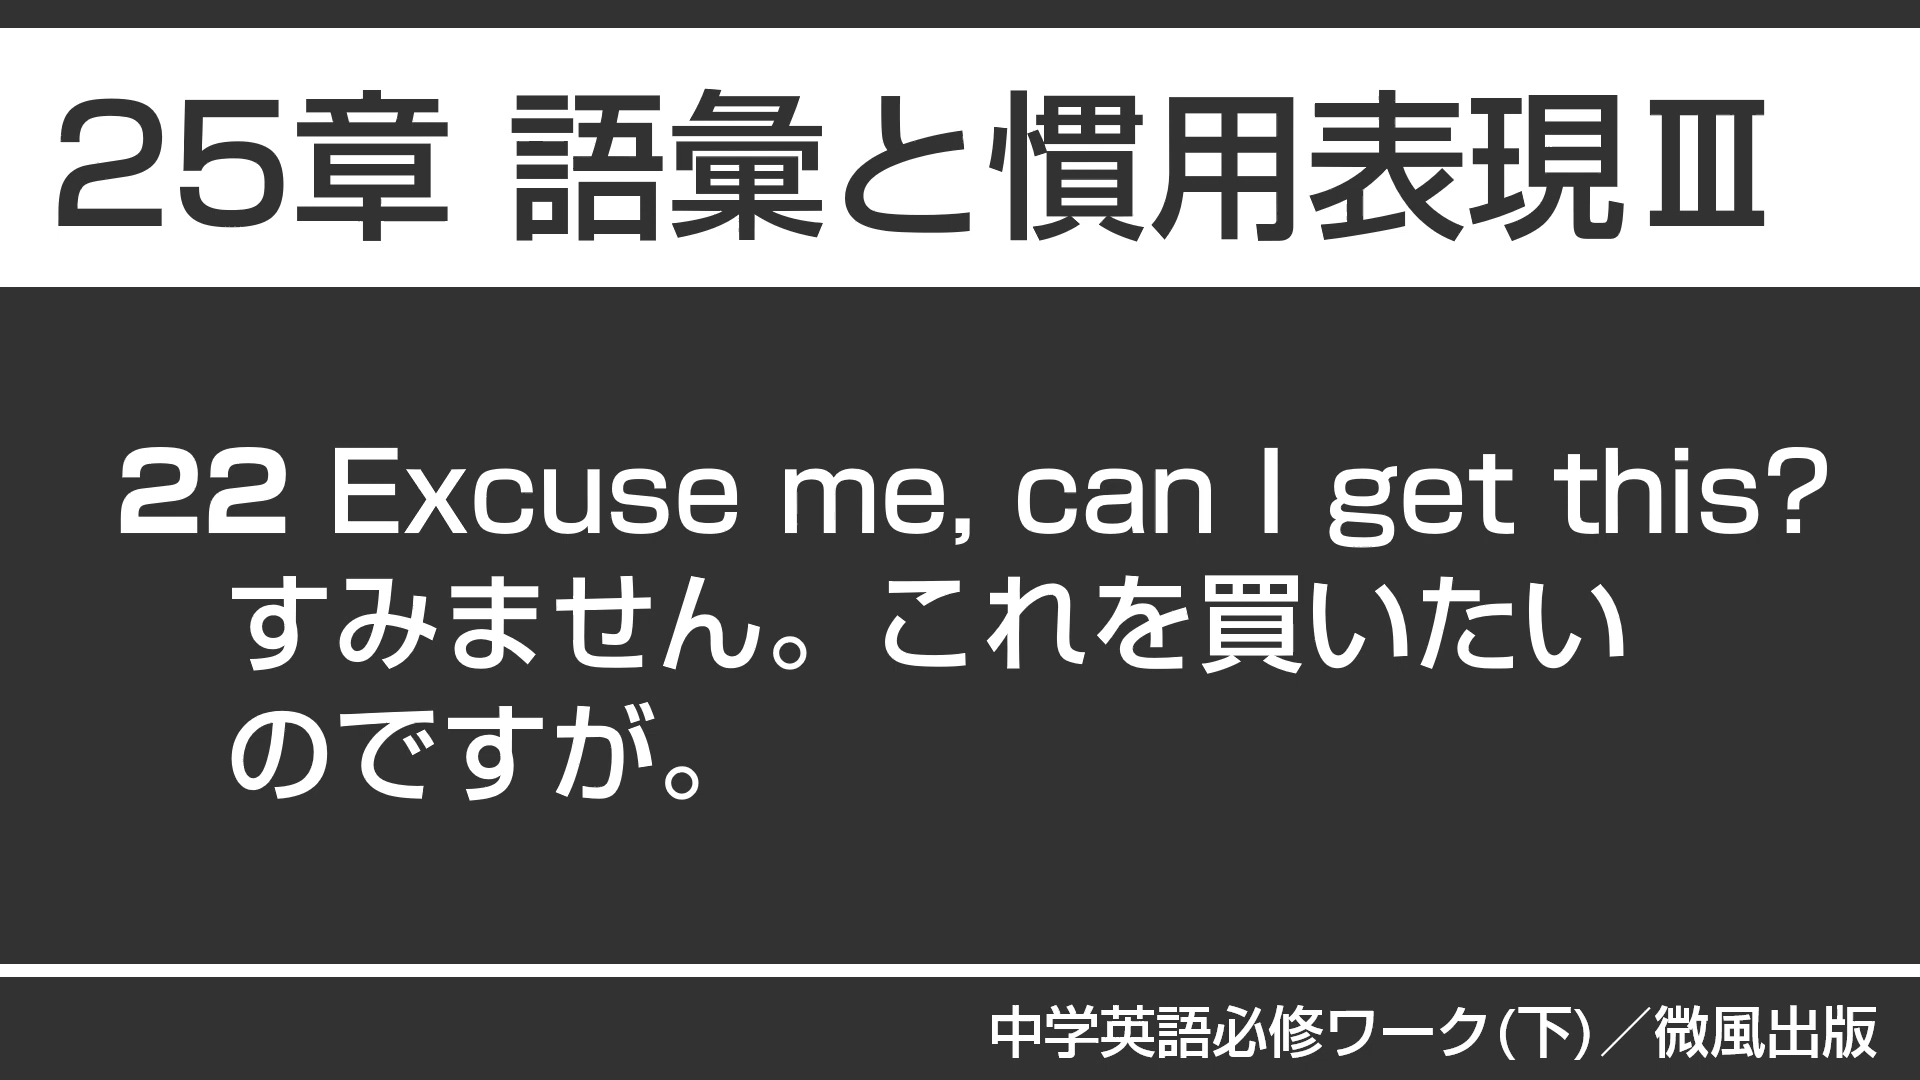 25章 語彙と慣用表現Ⅲ
22 Excuse me, can I get this?
すみません。これを買いたい
のですが。
中学英語必修ワーク(下)／微風出版